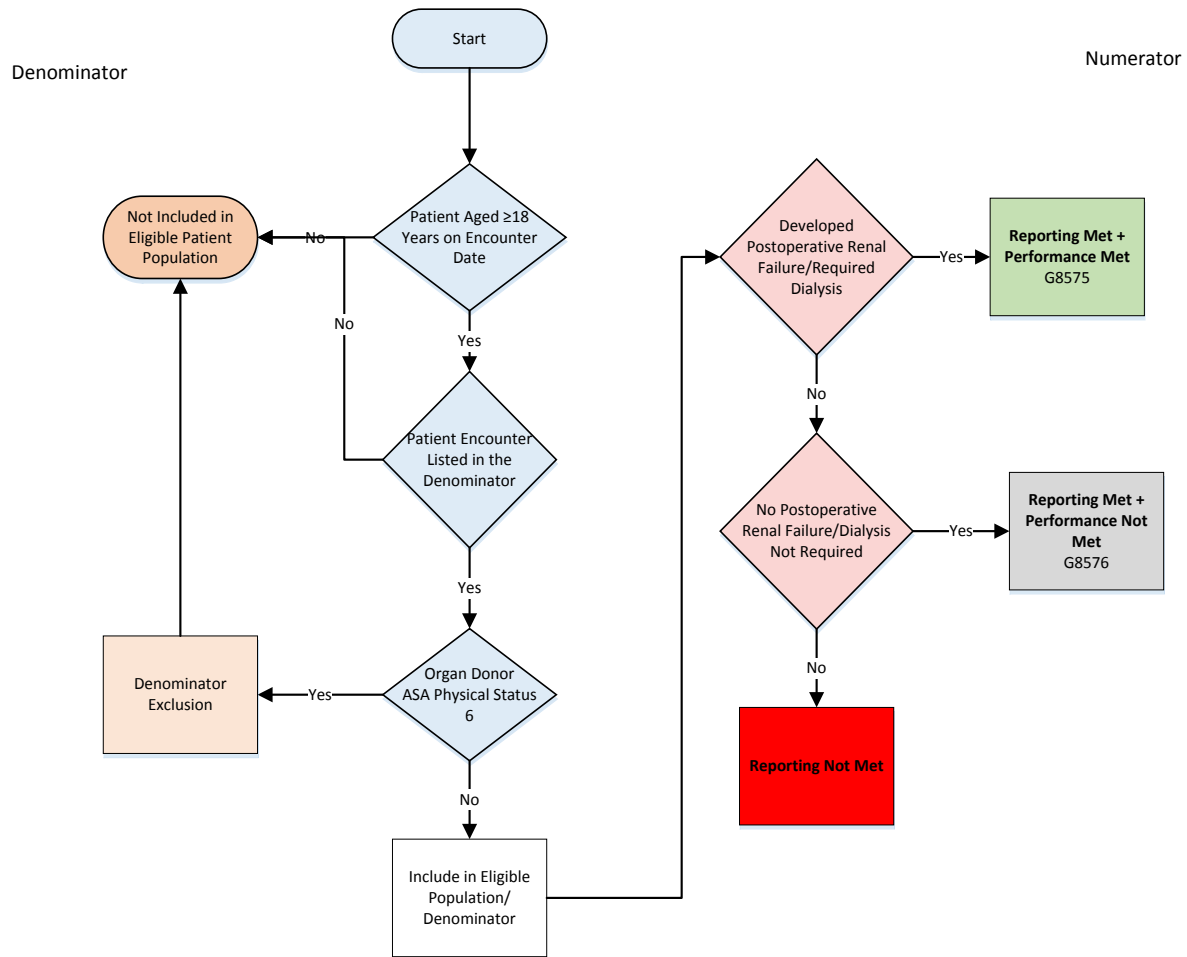 Denominator
Numerator
Start
Patient Aged ≥18
Years on Encounter
Date
No
Not Included in
Eligible Patient
Population
Yes
No
Patient Encounter
Listed in the
Denominator
Yes
Organ Donor
ASA Physical Status
6
Yes
Denominator
Exclusion
No
Include in Eligible
Population/
Denominator
Developed
Postoperative Renal
Failure/Required
Dialysis
Yes
Reporting Met +
Performance Met
G8575
No
No Postoperative
Renal Failure/Dialysis
Not Required
Yes
Reporting Met +
Performance Not
Met
G8576
No
Reporting Not Met